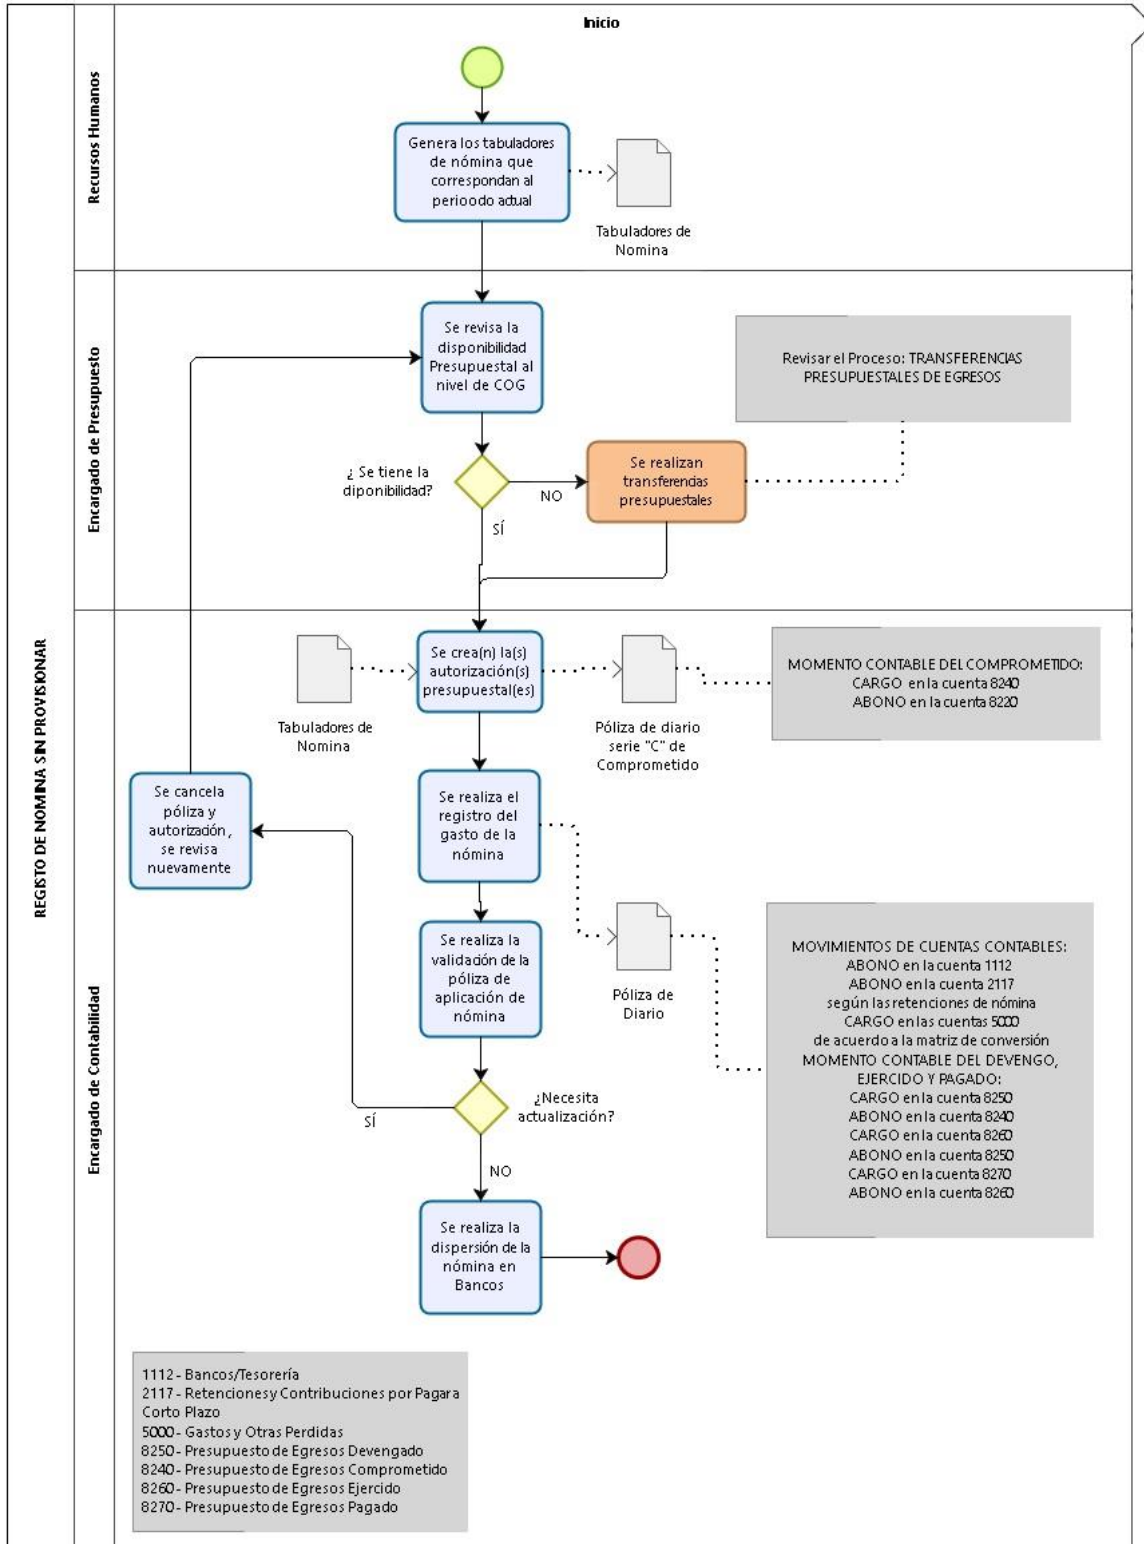 Inicio
REGISTO DE NOMINA SIN PROVISIONAR
Recursos Humanos
Genera los tabuladores
de nómina que
correspondan al
perioodo actual
Tabuladores de
Nomina
Encargado de Presupuesto
Se revisa la
disponibilidad
Presupuestal al
nivel de COG
Revisar el Proceso: TRANSFERENCIAS
PRESUPUESTALES DE EGRESOS
¿ Se tiene la
diponibilidad?
NO
Se realizan
transferencias
presupuestales
SÍ
Encargado de Contabilidad
Tabuladores de
Nomina
Se crea(n) la(s)
autorización(s)
presupuestal(es)
Póliza de diario
serie "C" de
Comprometido
MOMENTO CONTABLE DEL COMPROMETIDO:
CARGO en la cuenta 8240
ABONO en la cuenta 8220
Se cancela
póliza y
autorización,
se revisa
nuevamente
Se realiza el
registro del
gasto de la
nómina
Se realiza la
validación de la
póliza de
aplicación de
nómina
Póliza de
Diario
MOVIMIENTOS DE CUENTAS CONTABLES:
ABONO en la cuenta 1112
ABONO en la cuenta 2117
según las retenciones de nómina
CARGO en las cuentas 5000
de acuerdo a la matriz de conversión
MOMENTO CONTABLE DEL DEVENGO,
EJERCIDO Y PAGADO:
CARGO en la cuenta 8250
ABONO en la cuenta 8240
CARGO en la cuenta 8260
ABONO en la cuenta 8250
CARGO en la cuenta 8270
ABONO en la cuenta 8260
¿Necesita
actualización?
SÍ
NO
Se realiza la
dispersión de la
nómina en
Bancos
1112 - Bancos/Tesorería
2117 - Retenciones y Contribuciones por Pagar a
Corto Plazo
5000 - Gastos y Otras Perdidas
8250 - Presupuesto de Egresos Devengado
8240 - Presupuesto de Egresos Comprometido
8260 - Presupuesto de Egresos Ejercido
8270 - Presupuesto de Egresos Pagado